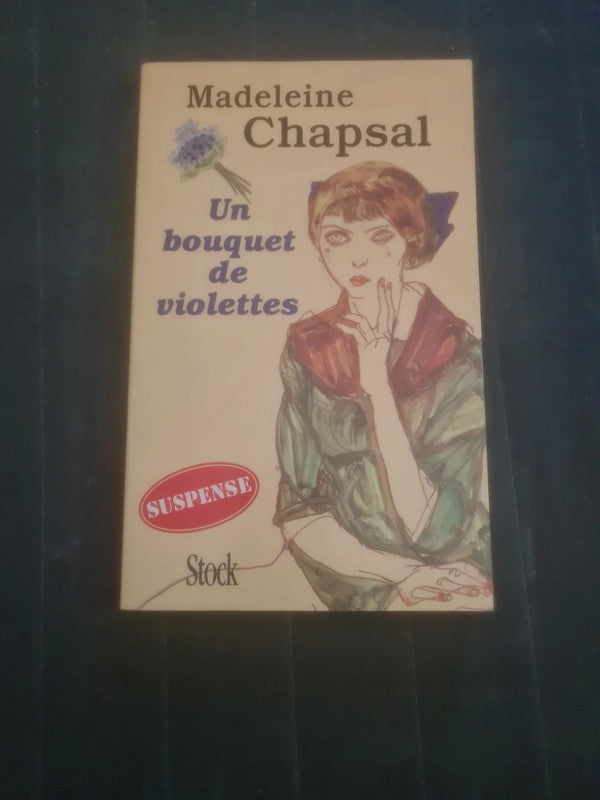 Madeleine
Chapsal
Un
bouquet
de
violettes
SUSPENSE
Stock